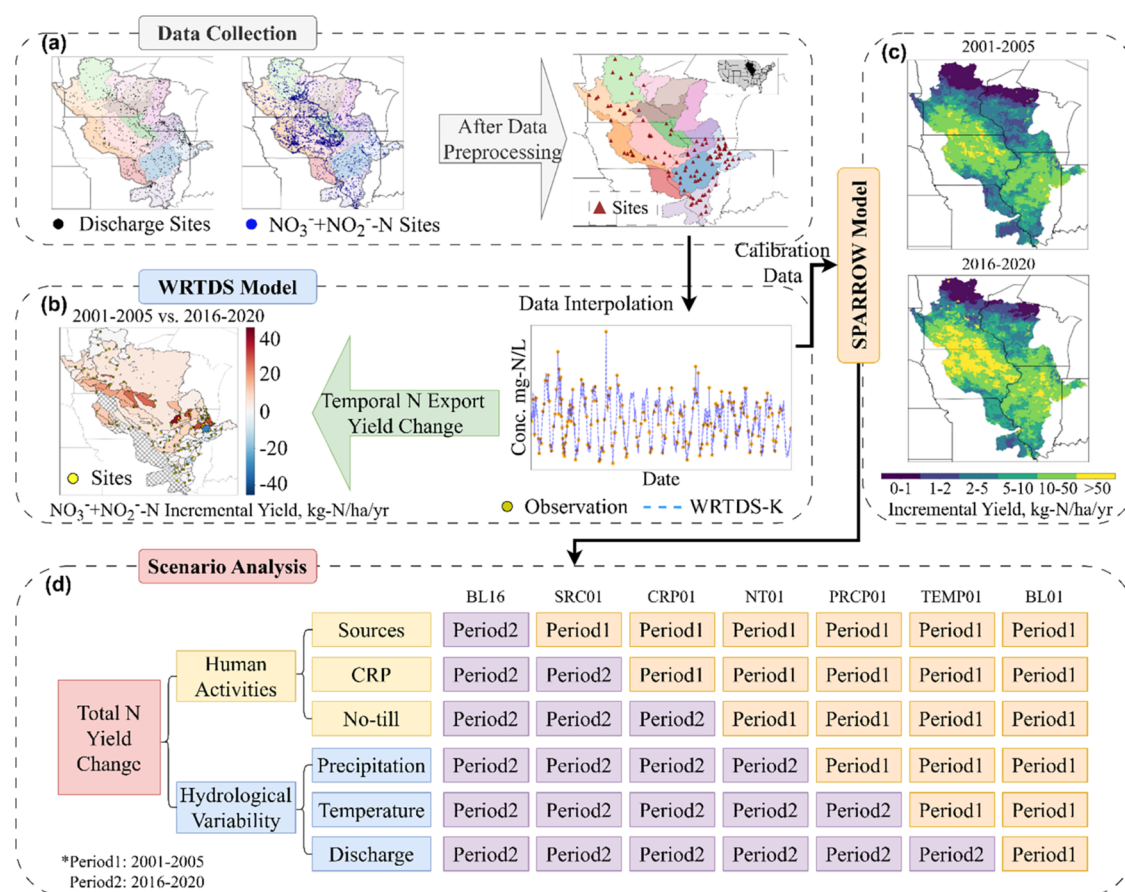 (a)
Data Collection
Discharge Sites
NO₃⁻+NO₂⁻-N Sites
After Data
Preprocessing
Sites
(b)
WRTDS Model
2001-2005 vs. 2016-2020
40
20
0
-20
-40
Sites
NO₃⁻+NO₂⁻-N Incremental Yield, kg-N/ha/yr
Temporal N Export
Yield Change
Data Interpolation
Conc. mg-N/L
Date
Observation
WRTDS-K
Calibration
Data
SPARROW Model
(c)
2001-2005
2016-2020
0-1 1-2 2-5 5-10 10-50 >50
Incremental Yield, kg-N/ha/yr
(d)
Scenario Analysis
BL16 SRC01 CRP01 NT01 PRCP01 TEMP01 BL01
Total N
Yield
Change
Human
Activities
Hydrological
Variability
Sources Period2 Period1 Period1 Period1 Period1 Period1 Period1
CRP Period2 Period2 Period1 Period1 Period1 Period1 Period1
No-till Period2 Period2 Period2 Period1 Period1 Period1 Period1
Precipitation Period2 Period2 Period2 Period2 Period1 Period1 Period1
Temperature Period2 Period2 Period2 Period2 Period2 Period1 Period1
Discharge Period2 Period2 Period2 Period2 Period2 Period2 Period1
*Period1: 2001-2005
Period2: 2016-2020